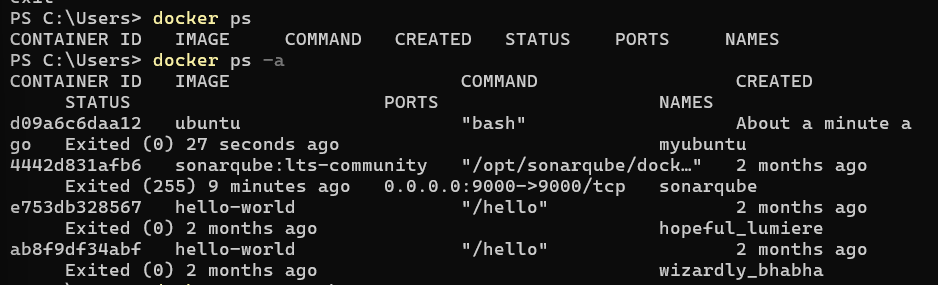 exit
PS C:\Users> docker ps
CONTAINER ID   IMAGE     COMMAND   CREATED   STATUS    PORTS     NAMES
PS C:\Users> docker ps -a
CONTAINER ID   IMAGE                     COMMAND                  CREATED
     STATUS                       PORTS                    NAMES
d09a6c6daa12   ubuntu                    "bash"                   About a minute a
go   Exited (0) 27 seconds ago                             myubuntu
4442d831afb6   sonarqube:lts-community   "/opt/sonarqube/dock…"   2 months ago
     Exited (255) 9 minutes ago   0.0.0.0:9000->9000/tcp   sonarqube
e753db328567   hello-world               "/hello"                 2 months ago
     Exited (0) 2 months ago                               hopeful_lumiere
ab8f9df34abf   hello-world               "/hello"                 2 months ago
     Exited (0) 2 months ago                               wizardly_bhabha